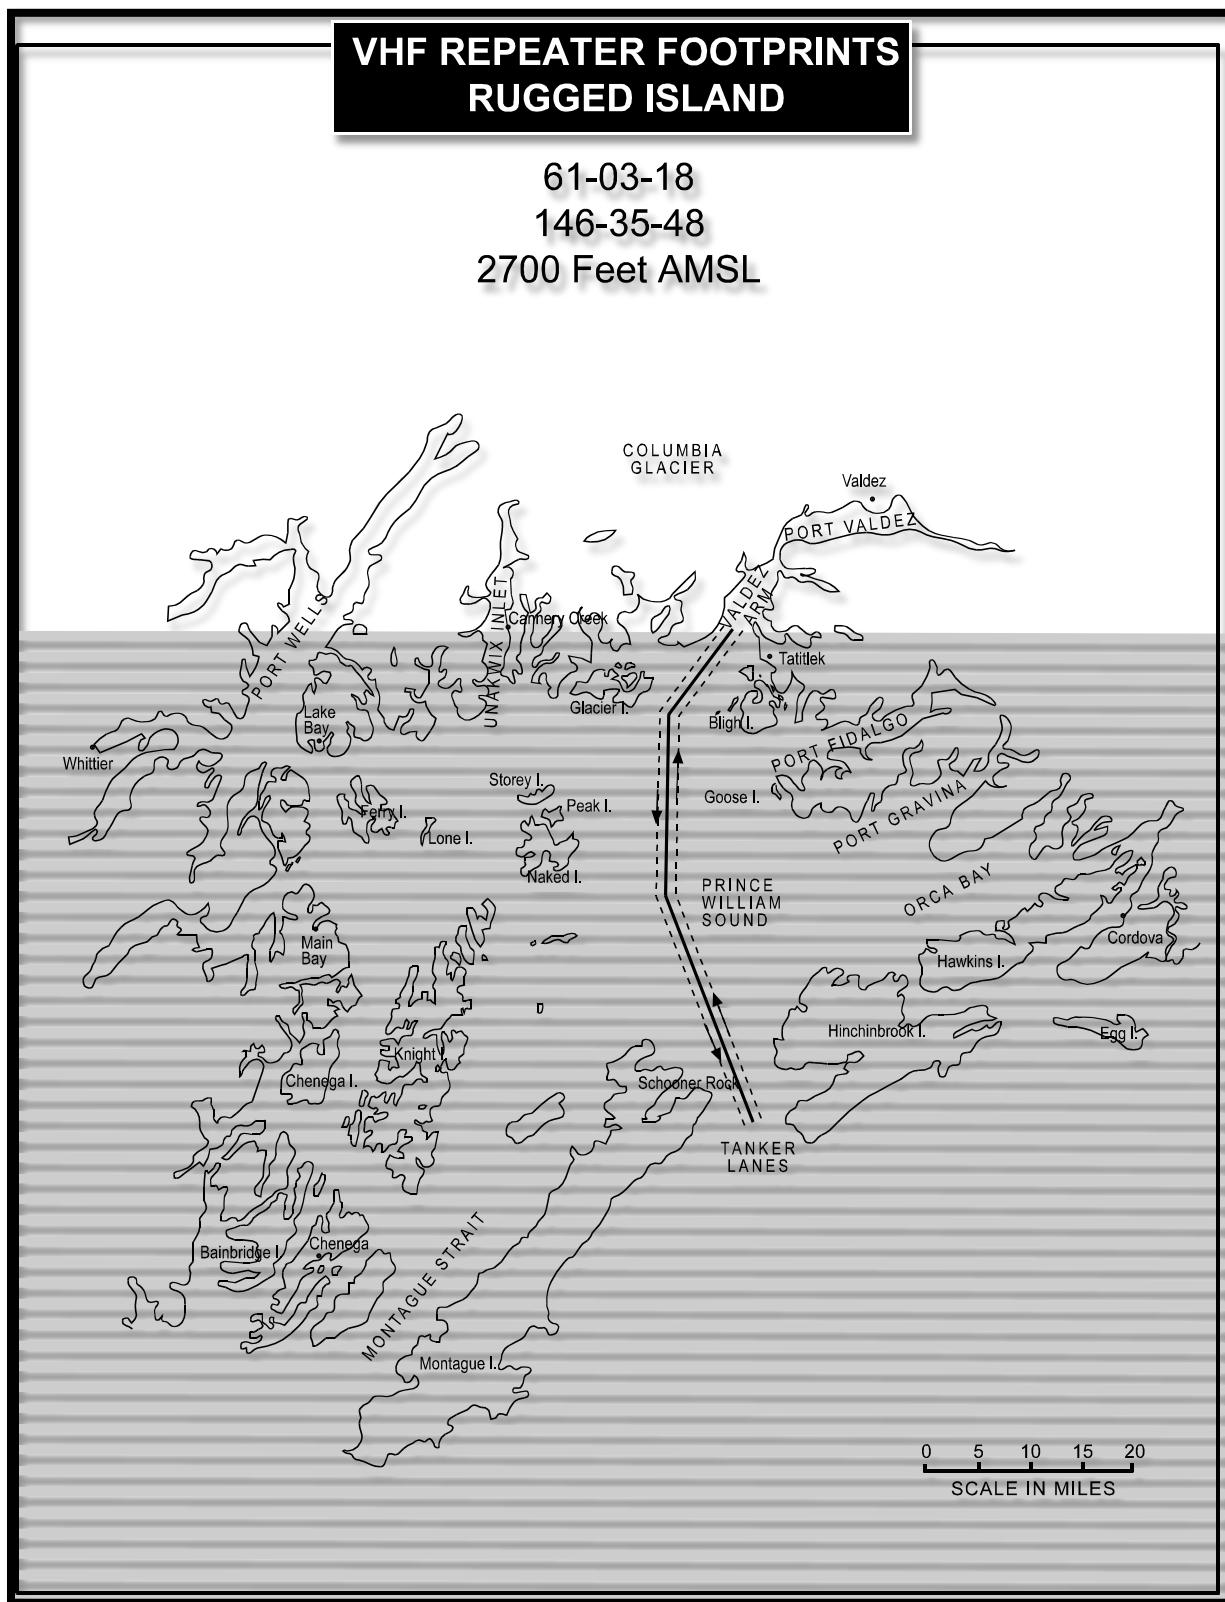 VHF REPEATER FOOTPRINTS
RUGGED ISLAND
61-03-18
146-35-48
2700 Feet AMSL
COLUMBIA
GLACIER
Valdez
PORT VALDEZ
VALDEZ
ARM
UNAKWIX INLET
Cannery Creek
PORT WELLS
Tatitlek
Lake
Bay
Glacier I.
Bligh I.
PORT FIDALGO
Whittier
Storey I.
Peak I.
Goose I.
Ferry I.
Lone I.
PORT GRAVINA
Naked I.
PRINCE
WILLIAM
SOUND
ORCA BAY
Main
Bay
Cordova
Hawkins I.
Hinchinbrook I.
Egg I.
Knight I.
Chenega I.
Schooner Rock
TANKER
LANES
Bainbridge I.
Chenega
MONTAGUE STRAIT
Montague I.
0 5 10 15 20
SCALE IN MILES